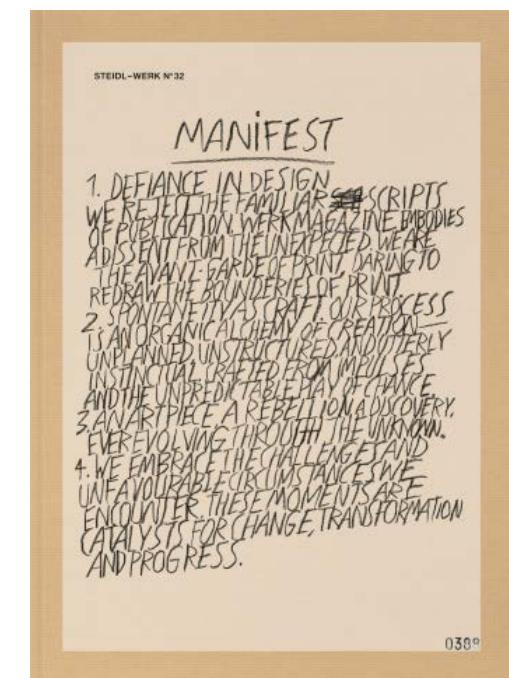 STEIDL–WERK N°32
MANiFEST
1. DEFIANCE IN DESIGN
WE REJECT THE FAMILIAR SCRIPTS
OF PUBLICATION. WERK MAGAZINE EMBODIES
A DISSENT FROM THE UNEXPECTED. WE ARE
THE AVANT-GARDE OF PRINT, DARING TO
REDRAW THE BOUNDERIES OF PRINT
2. SPONTANEITY AS CRAFT. OUR PROCESS
IS AN ORGANIC ALCHEMY OF CREATION—
UNPLANNED, UNSTRUCTURED, AND UTTERLY
INSTINCTUAL. CRAFTED FROM IMPULSES
AND THE UNPREDICTABLE PLAY OF CHANCE.
3. AN ART PIECE A REBELLION, A DISCOVERY.
EVER EVOLVING THROUGH THE UNKNOWN.
4. WE EMBRACE THE CHALLENGES AND
UNFAVOURABLE CIRCUMSTANCES WE
ENCOUNTER THESE MOMENTS ARE
CATALYSTS FOR CHANGE, TRANSFORMATION
AND PROGRESS.